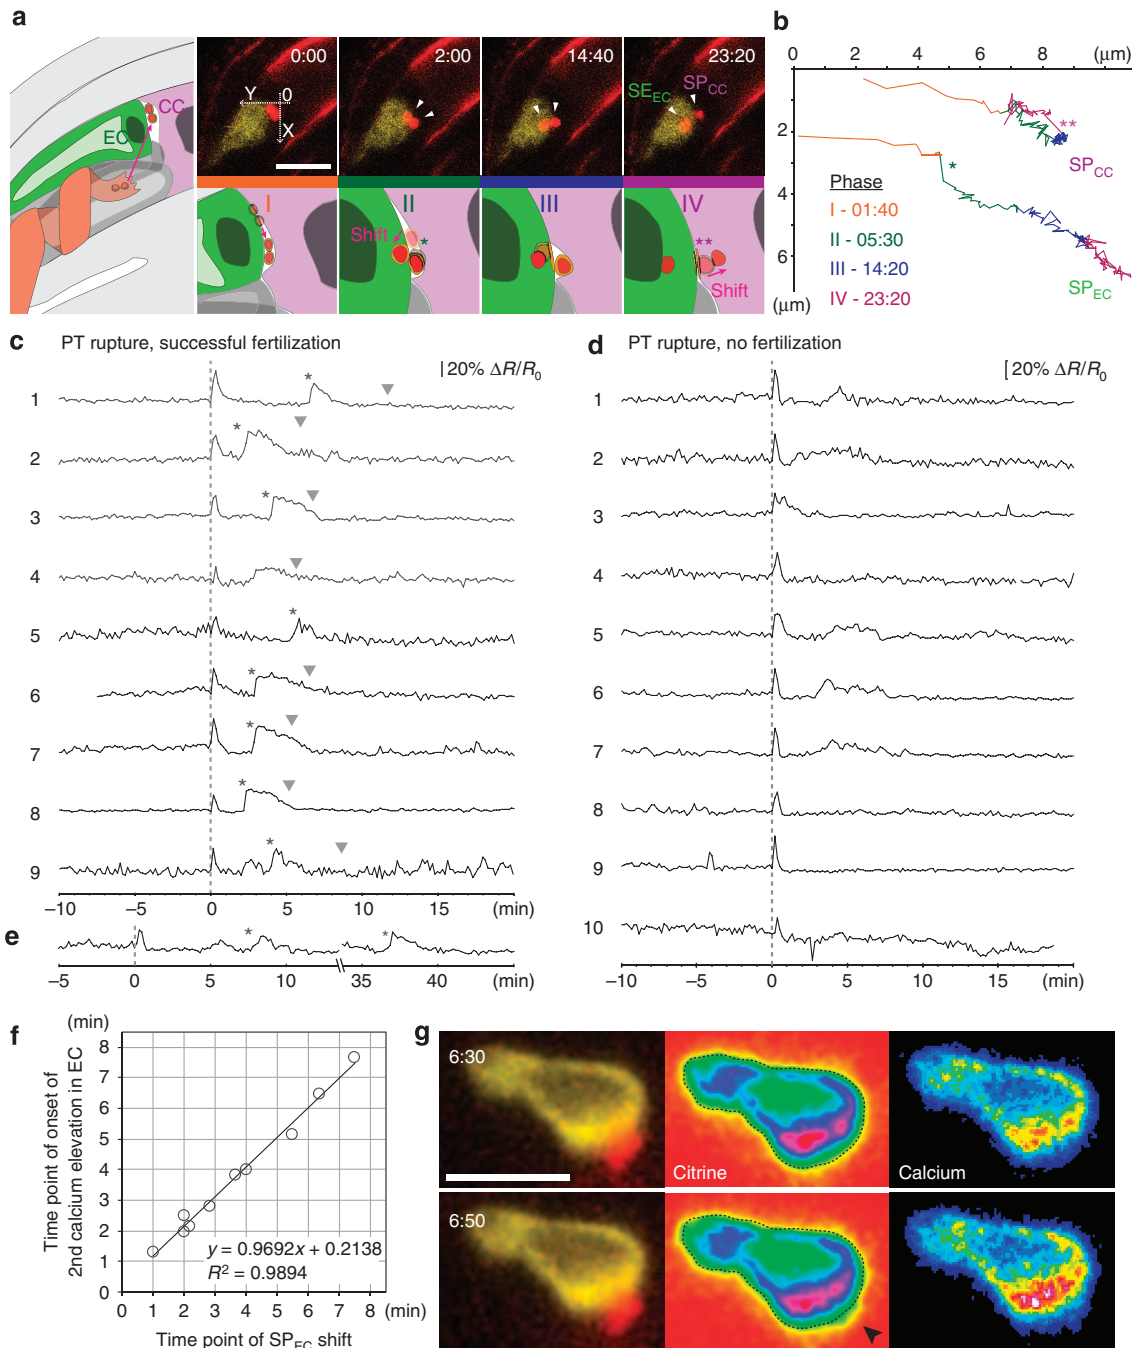 a
CC
EC
0:00
Y
0
X
2:00
14:40
23:20
SE_EC
SP_CC
I
II
Shift
*
III
IV
**
Shift
b
0 2 4 6 8 (μm)
2
4
6
(μm)
**
SP_CC
*
SP_EC
Phase
I - 01:40
II - 05:30
III - 14:20
IV - 23:20
c PT rupture, successful fertilization
20% ΔR/R0
1 *
2 *
3 *
4 *
5 *
6 *
7 *
8 *
9 *
−10 −5 0 5 10 15 (min)
d PT rupture, no fertilization
20% ΔR/R0
1
2
3
4
5
6
7
8
9
10
−10 −5 0 5 10 15 (min)
e * *
−5 0 5 10 35 40 (min)
f
(min)
8
7
6
5
4
3
2
1
0
0 1 2 3 4 5 6 7 8 (min)
Time point of onset of
2nd calcium elevation in EC
y = 0.9692x + 0.2138
R² = 0.9894
Time point of SP_EC shift
g
6:30
Citrine
Calcium
6:50